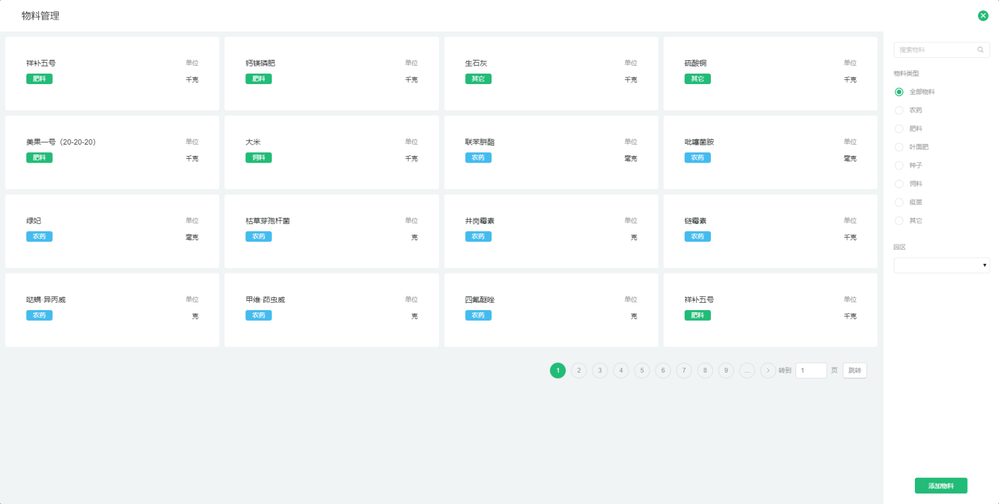 物料管理
祥补五号 单位 钙镁磷肥 单位 生石灰 单位 硫酸铜 单位
肥料 千克 肥料 千克 其它 千克 其它 千克
美果一号（20-20-20） 单位 大米 单位 联苯肼酯 单位 吡噻菌胺 单位
肥料 千克 饲料 千克 农药 毫克 农药 毫克
绿妃 单位 枯草芽孢杆菌 单位 井岗霉素 单位 链霉素 单位
农药 毫克 农药 克 农药 克 农药 千克
哒螨·异丙威 单位 甲维·茚虫威 单位 四氟醚唑 单位 祥补五号 单位
农药 克 农药 克 农药 克 肥料 千克
1 2 3 4 5 6 7 8 9 ... 转到 1 页 跳转
搜索物料
物料类型
全部物料
农药
肥料
叶面肥
种子
饲料
疫苗
其它
园区
添加物料